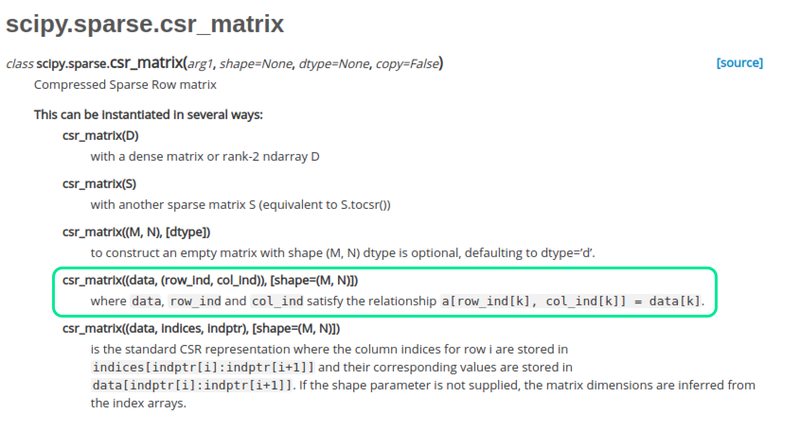 scipy.sparse.csr_matrix
class scipy.sparse.csr_matrix(arg1, shape=None, dtype=None, copy=False) [source]
Compressed Sparse Row matrix
This can be instantiated in several ways:
csr_matrix(D)
with a dense matrix or rank-2 ndarray D
csr_matrix(S)
with another sparse matrix S (equivalent to S.tocsr())
csr_matrix((M, N), [dtype])
to construct an empty matrix with shape (M, N) dtype is optional, defaulting to dtype='d'.
csr_matrix((data, (row_ind, col_ind)), [shape=(M, N)])
where data, row_ind and col_ind satisfy the relationship a[row_ind[k], col_ind[k]] = data[k].
csr_matrix((data, indices, indptr), [shape=(M, N)])
is the standard CSR representation where the column indices for row i are stored in
indices[indptr[i]:indptr[i+1]] and their corresponding values are stored in
data[indptr[i]:indptr[i+1]]. If the shape parameter is not supplied, the matrix dimensions are inferred from
the index arrays.